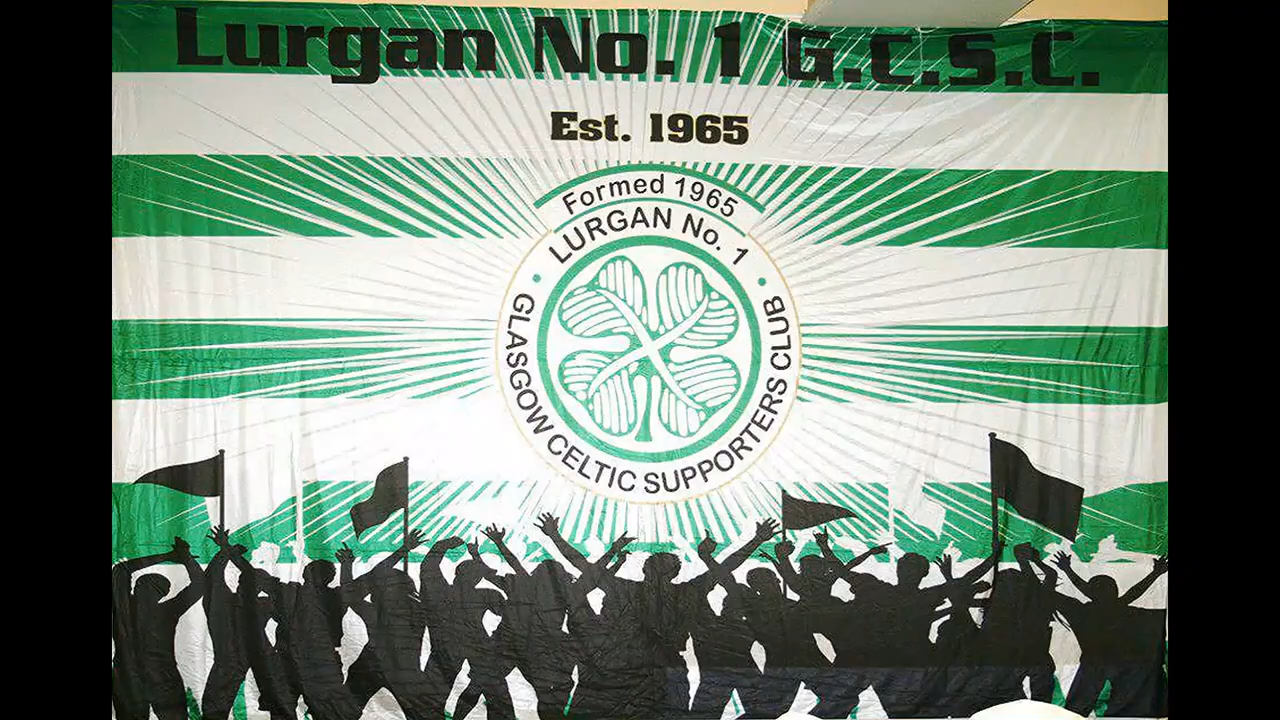 Lurgan No. 1 G.C.S.C.
Est. 1965
Formed 1965
LURGAN No. 1
GLASGOW CELTIC SUPPORTERS CLUB